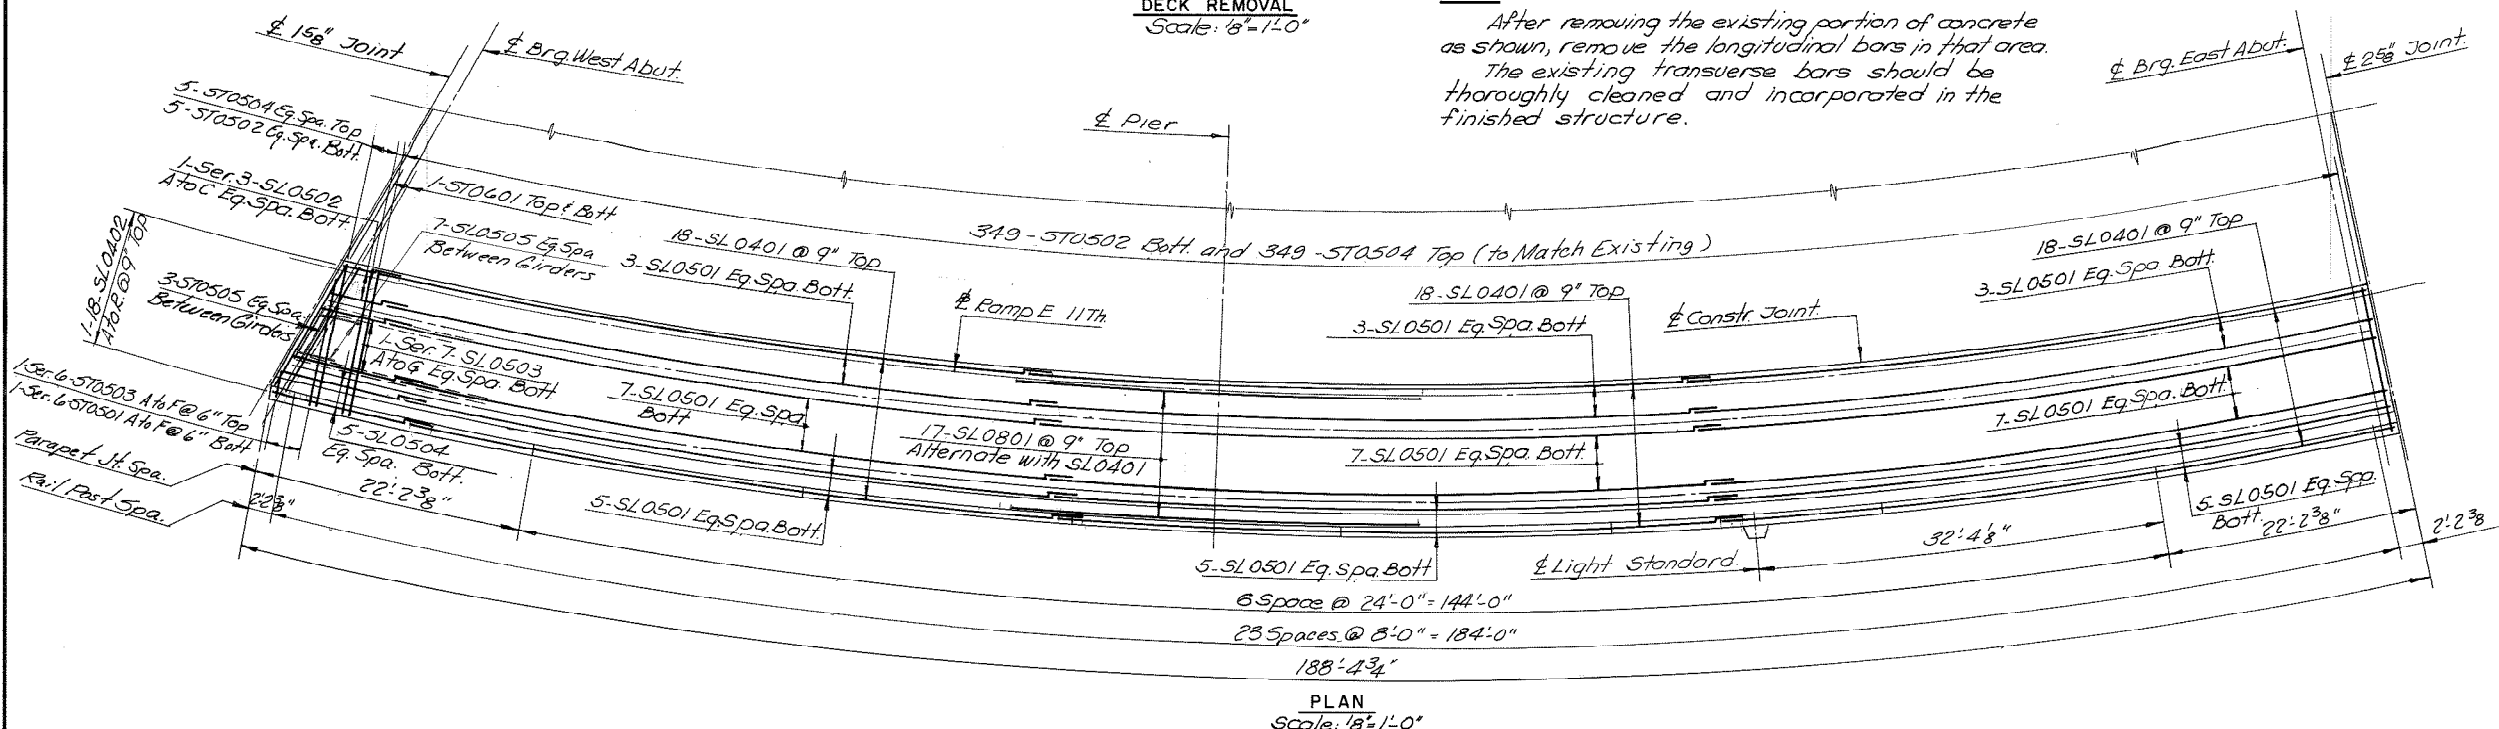 DECK REMOVAL
Scale: 1/8"=1'-0"
After removing the existing portion of concrete
as shown, remove the longitudinal bars in that area.
The existing transverse bars should be
thoroughly cleaned and incorporated in the
finished structure.
℄ 1 5/8" Joint
℄ Brg. West Abut.
℄ Pier
℄ Brg. East Abut.
℄ 2 5/8" Joint
5-ST0504 Eq. Spa. Top
5-ST0502 Eq. Spa. Bott.
1-Ser. 3-SL0502
A to C Eq. Spa. Bott.
1-ST0601 Top & Bott
1-18-SL0402
A to R @ 9" Top
7-SL0505 Eq. Spa
Between Girders
18-SL0401 @ 9" Top
3-SL0501 Eq. Spa. Bott.
349-ST0502 Bott. and 349-ST0504 Top (to Match Existing)
18-SL0401 @ 9" Top
3-SL0501 Eq. Spa Bott.
3-ST0505 Eq. Spa.
Between Girders
℄ Ramp E 11Th
18-SL0401 @ 9" Top
3-SL0501 Eq. Spa. Bott
℄ Constr. Joint
1-Ser. 7-SL0503
A to G Eq. Spa. Bott
1-Ser. 6-ST0503 A to F @ 6" Top
1-Ser. 6-ST0501 A to F @ 6" Bott
7-SL0501 Eq. Spa
Bott
17-SL0801 @ 9" Top
Alternate with SL0401
7-SL0501 Eq. Spa. Bott.
7-SL0501 Eq. Spa. Bott.
5-SL0504
Eq. Spa. Bott.
Parapet Jt. Spa.
Rail Post Spa.
2'-2 3/8"
22'-2 3/8"
5-SL0501 Eq. Spa. Bott.
5-SL0501 Eq. Spa. Bott
℄ Light Standard
32'-4 1/8"
5-SL0501 Eq. Spa.
Bott.
22'-2 3/8"
2'-2 3/8
6 Space @ 24'-0" = 144'-0"
23 Spaces @ 8'-0" = 184'-0"
188'-4 3/4"
PLAN
Scale: 1/8"=1'-0"